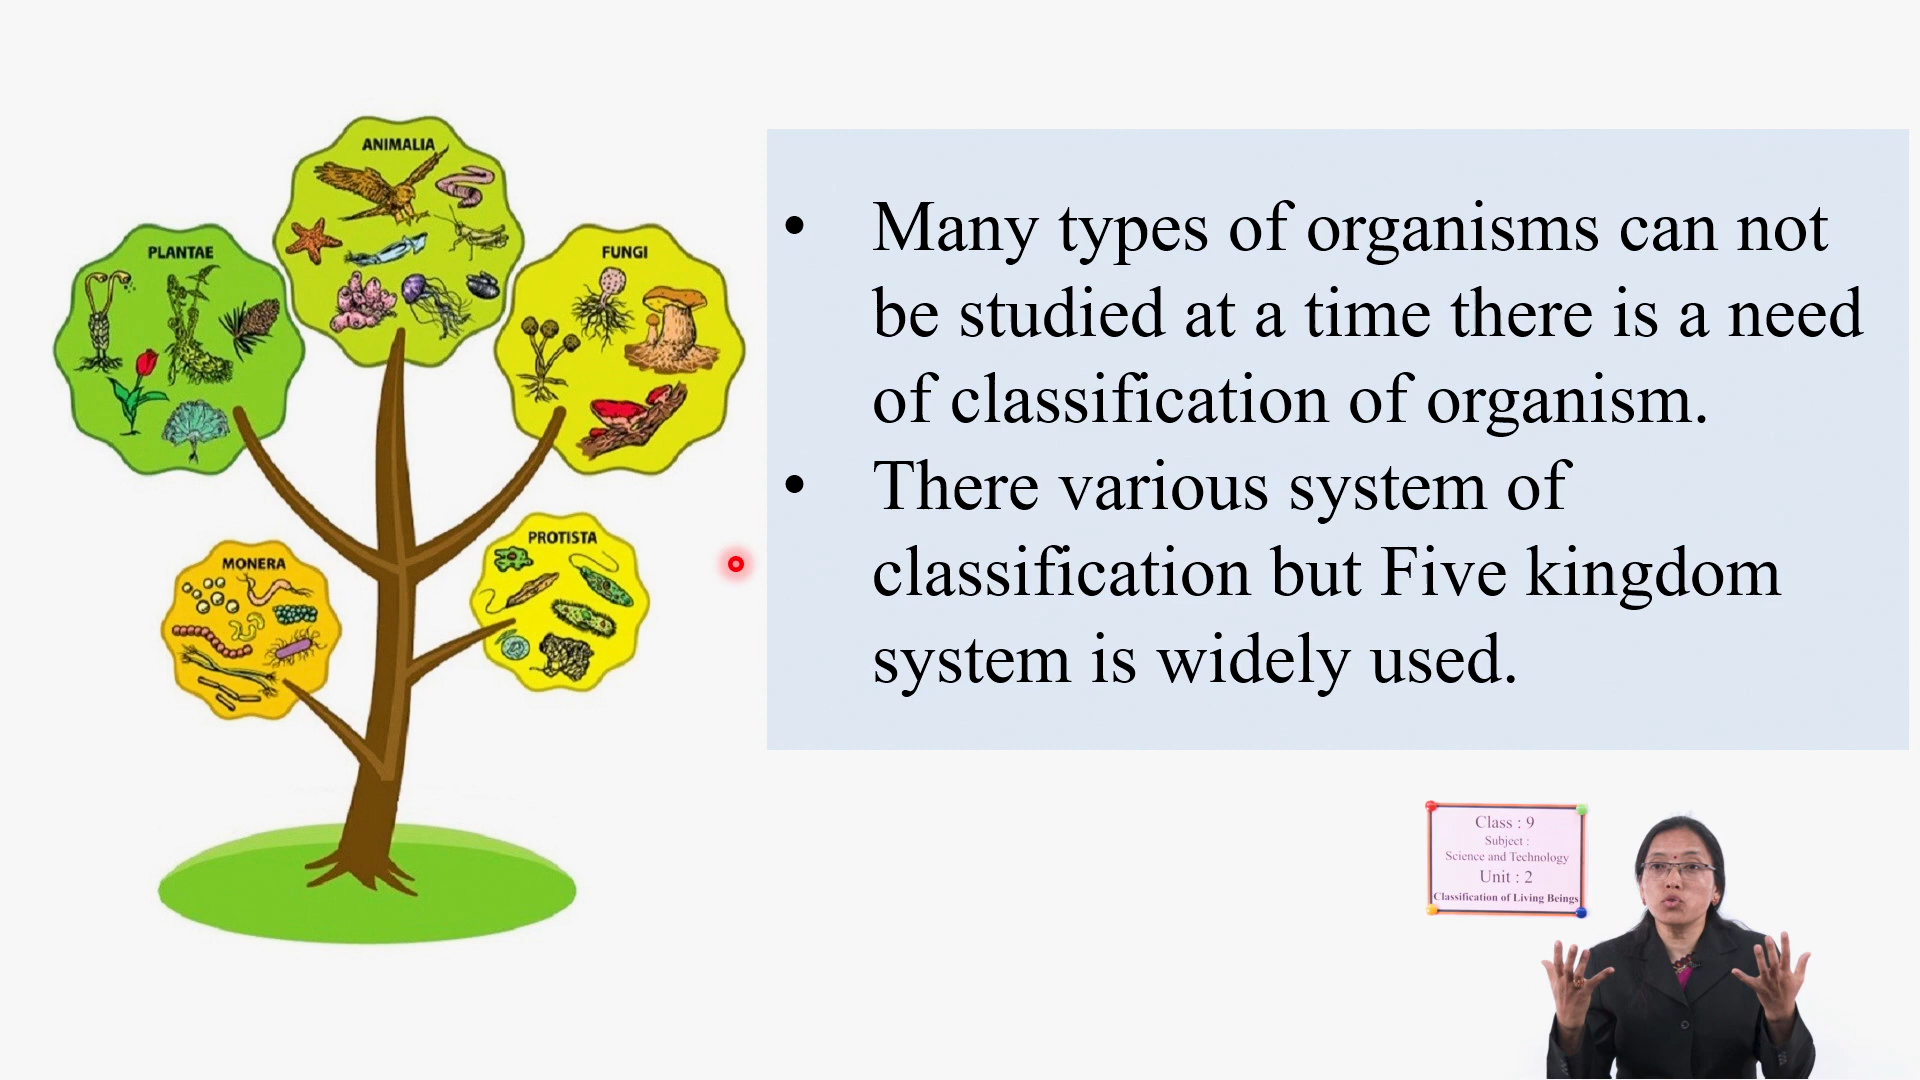 ANIMALIA
PLANTAE
FUNGI
MONERA
PROTISTA
• Many types of organisms can not
be studied at a time there is a need
of classification of organism.
• There various system of
classification but Five kingdom
system is widely used.
Class : 9
Subject :
Science and Technology
Unit : 2
Classification of Living Beings